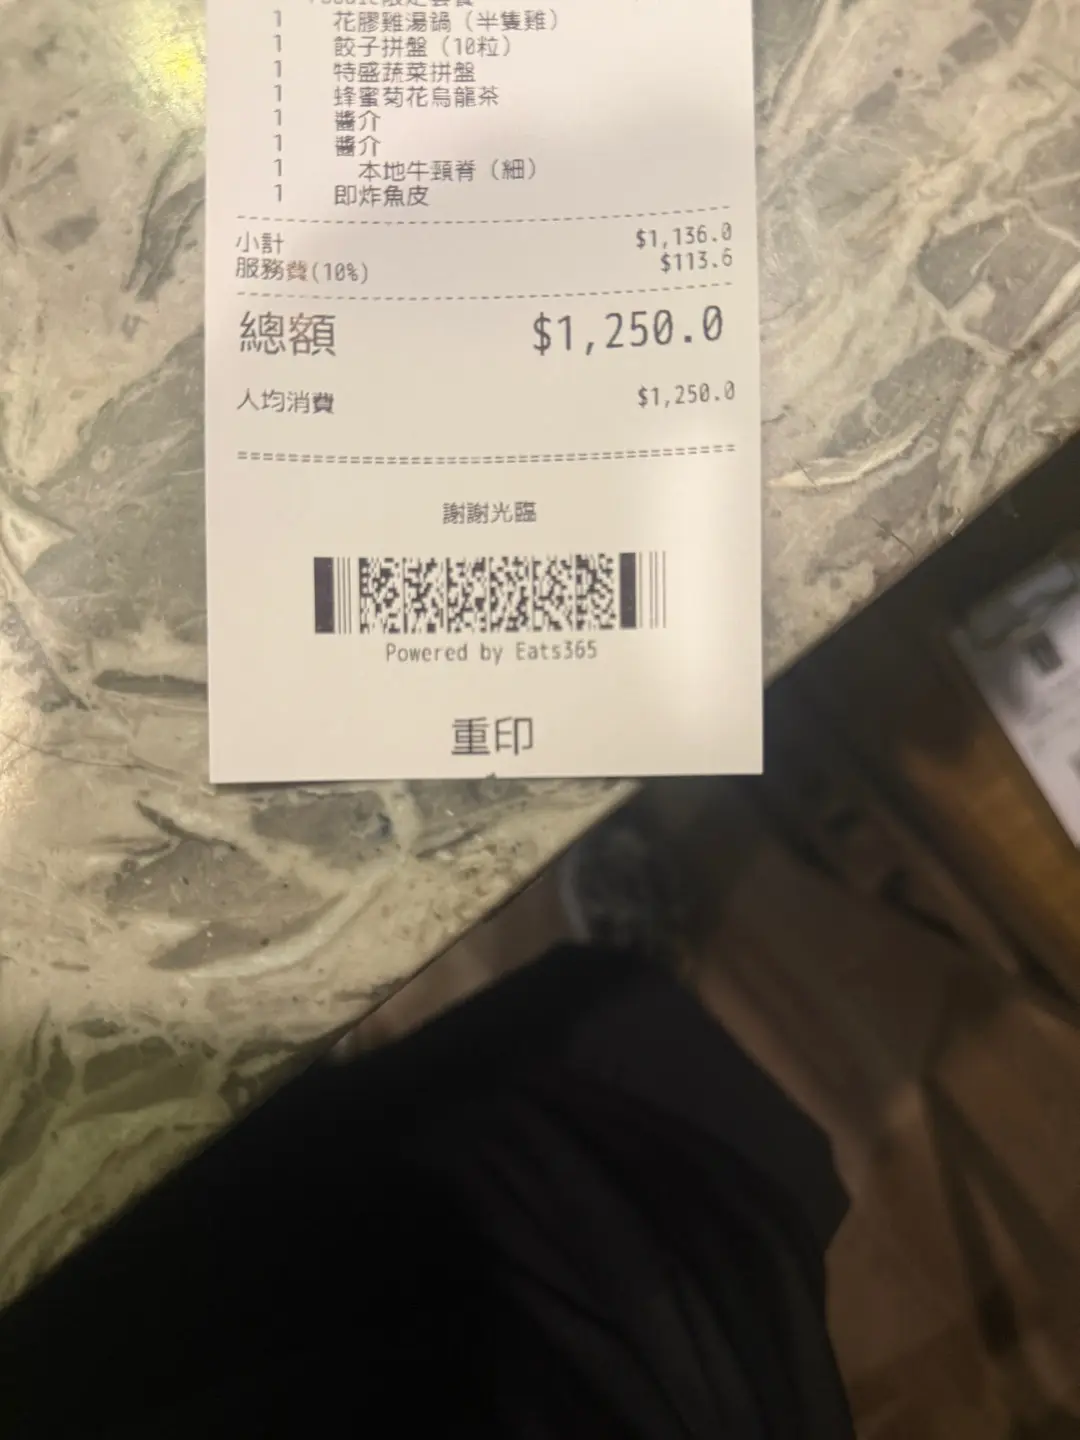 1 花膠雞湯鍋（半隻雞）
1 餃子拼盤（10粒）
1 特盛蔬菜拼盤
1 蜂蜜菊花烏龍茶
1 醬介
1 醬介
1 本地牛頸脊（細）
1 即炸魚皮
小計 $1,136.0
服務費(10%) $113.6
總額 $1,250.0
人均消費 $1,250.0
謝謝光臨
Powered by Eats365
重印